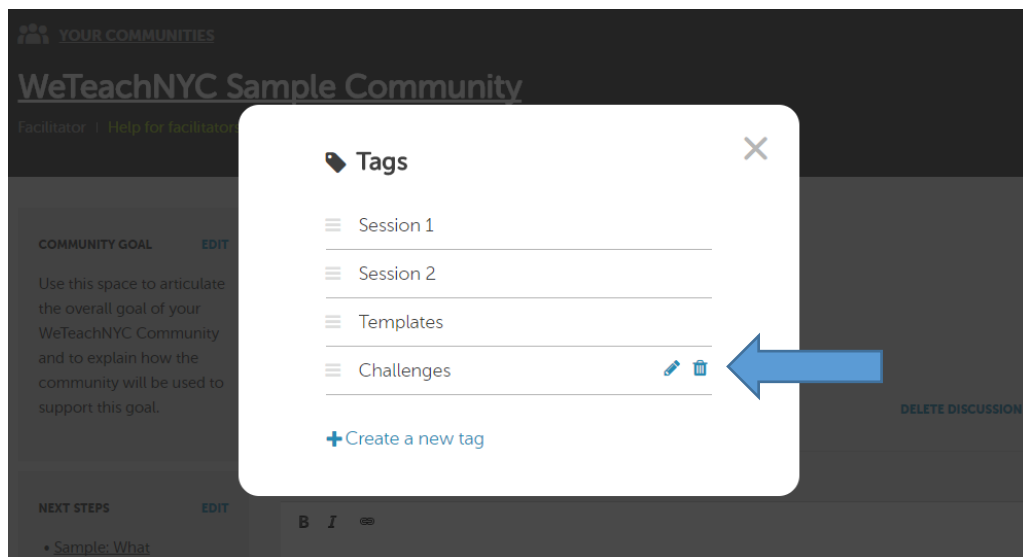 YOUR COMMUNITIES
WeTeachNYC Sample Community
Facilitator | Help for facilitators
Tags
Session 1
Session 2
Templates
Challenges
+Create a new tag
COMMUNITY GOAL EDIT
Use this space to articulate
the overall goal of your
WeTeachNYC Community
and to explain how the
community will be used to
support this goal.
DELETE DISCUSSION
NEXT STEPS EDIT
• Sample: What
B I